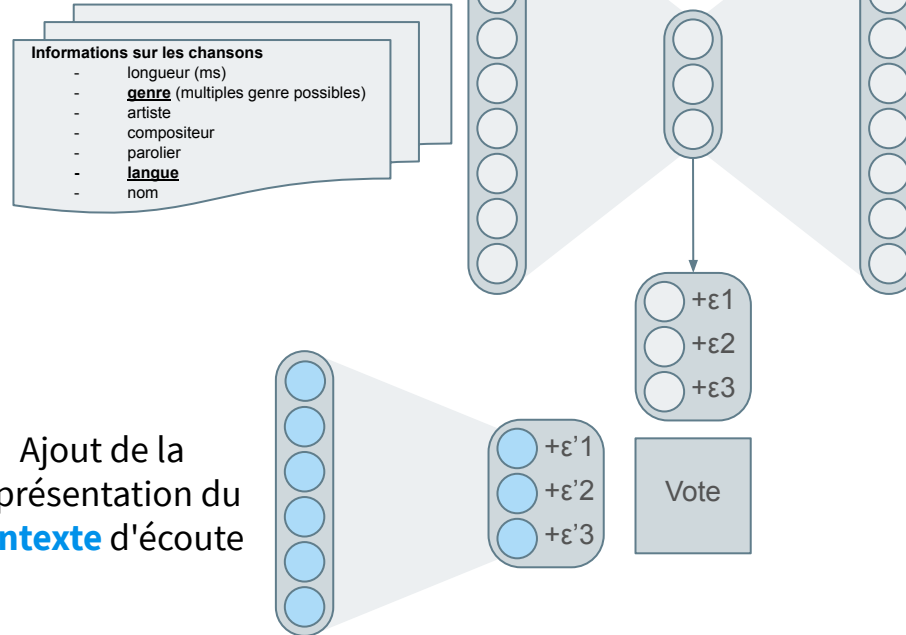 Informations sur les chansons
- longueur (ms)
- genre (multiples genre possibles)
- artiste
- compositeur
- parolier
- langue
- nom
+ε1
+ε2
+ε3
Ajout de la
présentation du
ntexte d'écoute
+ε’1
+ε’2
+ε’3
Vote